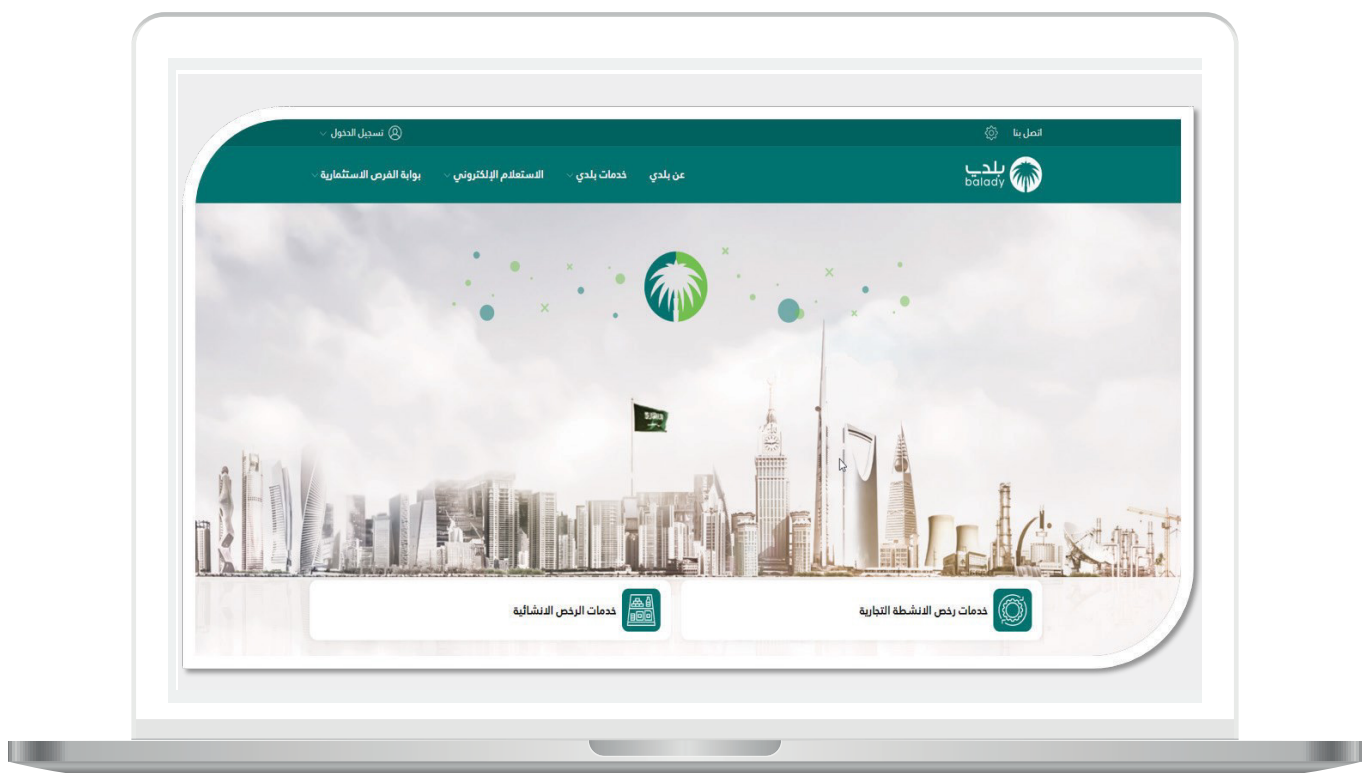 اتصل بنا
تسجيل الدخول
بلدي
balady
عن بلدي
خدمات بلدي
الاستعلام الإلكتروني
بوابة الفرص الاستثمارية
خدمات رخص الانشطة التجارية
خدمات الرخص الانشائية